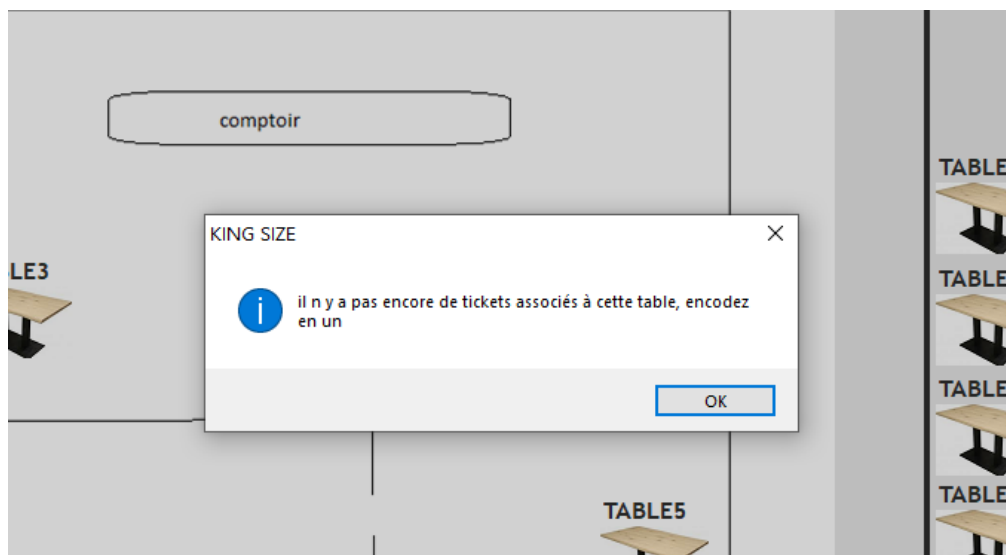 comptoir
TABLE
KING SIZE
LE3
TABLE
il n y a pas encore de tickets associés à cette table, encodez
en un
TABLE
OK
TABLE
TABLE5